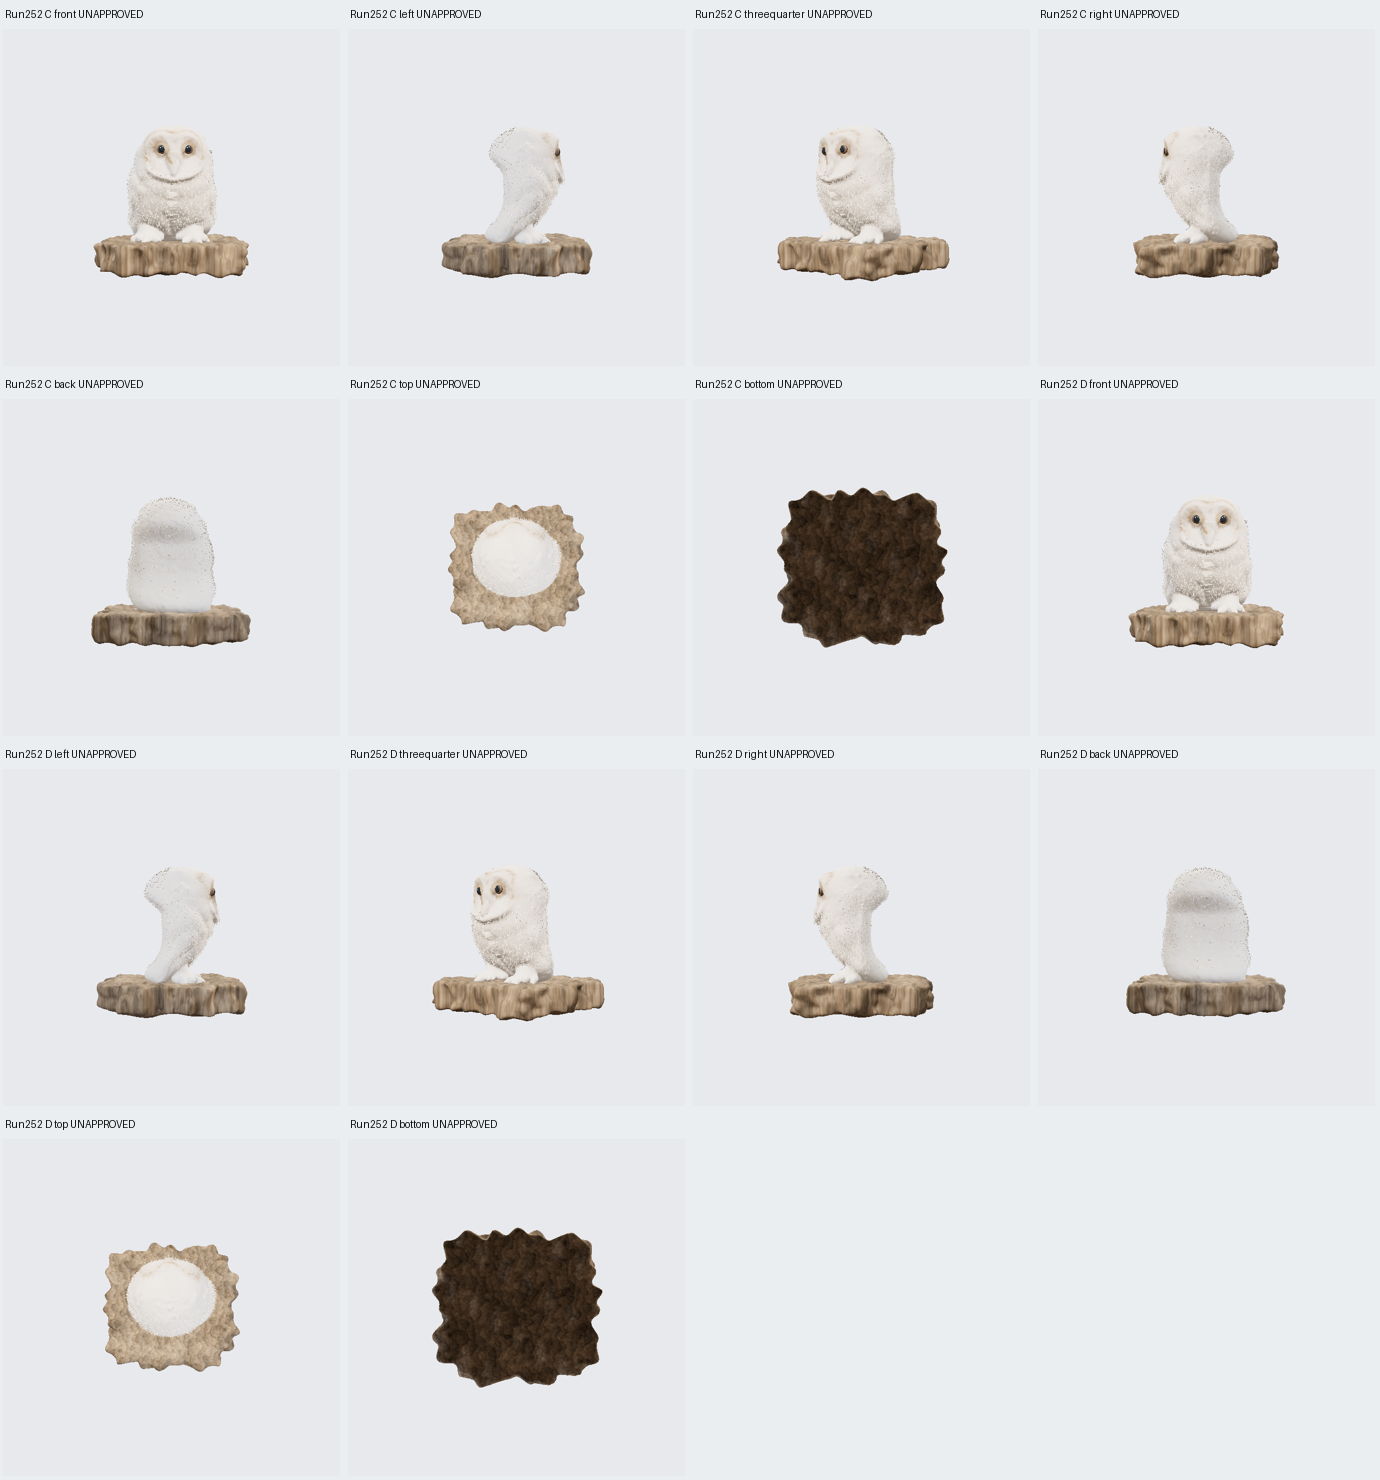 Run252 C front UNAPPROVED
Run252 C left UNAPPROVED
Run252 C threequarter UNAPPROVED
Run252 C right UNAPPROVED
Run252 C back UNAPPROVED
Run252 C top UNAPPROVED
Run252 C bottom UNAPPROVED
Run252 D front UNAPPROVED
Run252 D left UNAPPROVED
Run252 D threequarter UNAPPROVED
Run252 D right UNAPPROVED
Run252 D back UNAPPROVED
Run252 D top UNAPPROVED
Run252 D bottom UNAPPROVED